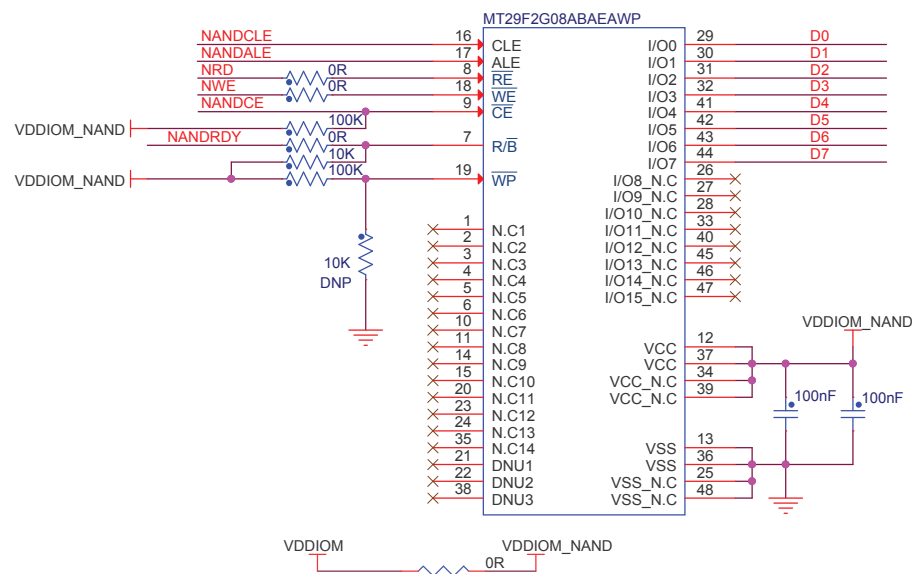 MT29F2G08ABAEAWP
NANDCLE 16 CLE I/O0 29 D0
NANDALE 17 ALE I/O1 30 D1
NRD 0R 8 RE I/O2 31 D2
NWE 0R 18 WE I/O3 32 D3
NANDCE 9 CE I/O4 41 D4
VDDIOM_NAND 100K I/O5 42 D5
NANDRDY 0R 7 R/B I/O6 43 D6
10K I/O7 44 D7
VDDIOM_NAND 100K 19 WP I/O8_N.C 26
I/O9_N.C 27
I/O10_N.C 28
1 N.C1 I/O11_N.C 33
2 N.C2 I/O12_N.C 40
3 N.C3 I/O13_N.C 45
10K
DNP
4 N.C4 I/O14_N.C 46
5 N.C5 I/O15_N.C 47
6 N.C6
10 N.C7
VDDIOM_NAND
11 N.C8 VCC 12
14 N.C9 VCC 37
15 N.C10 VCC_N.C 34
20 N.C11 VCC_N.C 39
100nF 100nF
23 N.C12
24 N.C13
35 N.C14 VSS 13
21 DNU1 VSS 36
22 DNU2 VSS_N.C 25
38 DNU3 VSS_N.C 48
VDDIOM 0R VDDIOM_NAND